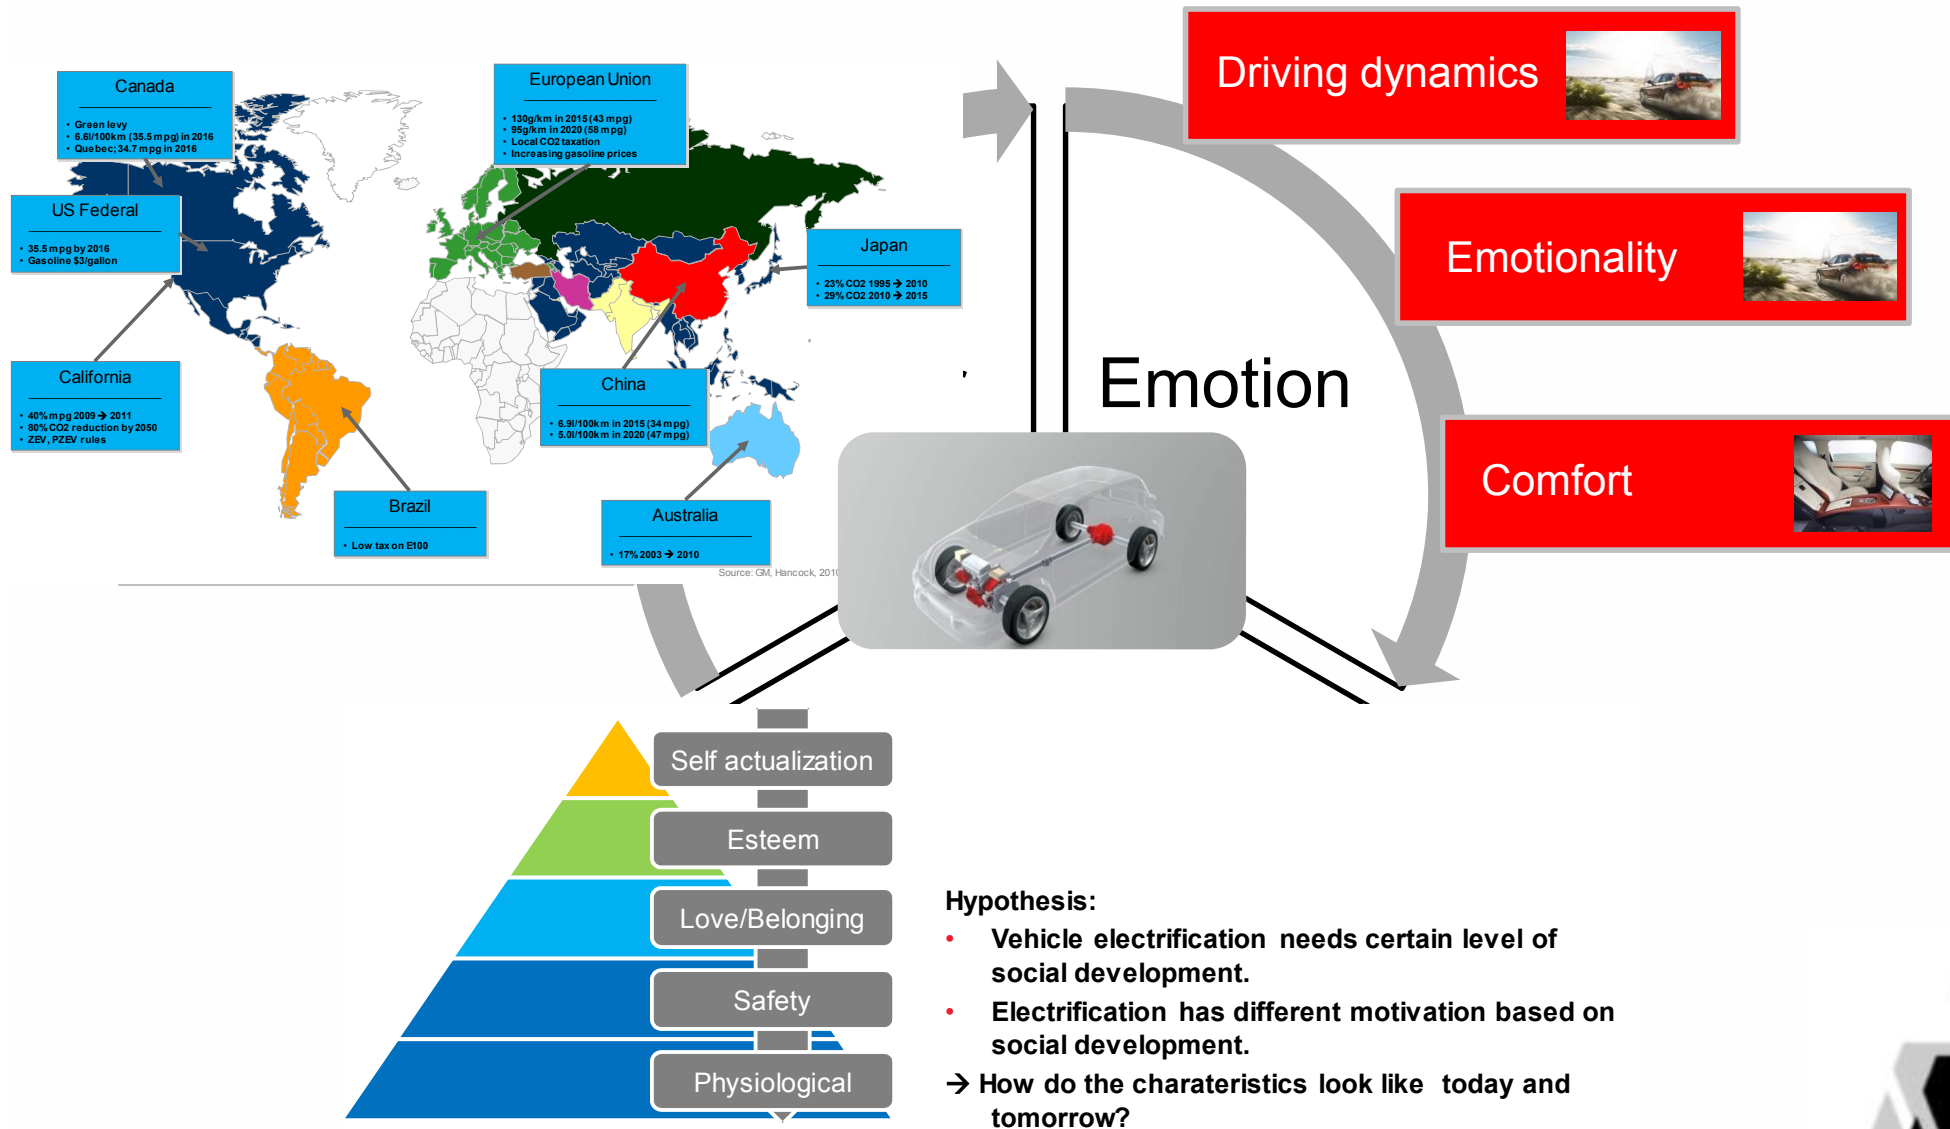 Canada
• Green levy
• 6.6l/100km (35.5 mpg) in 2016
• Quebec; 34.7 mpg in 2016
European Union
• 130g/km in 2015 (43 mpg)
• 95g/km in 2020 (58 mpg)
• Local CO2 taxation
• Increasing gasoline prices
US Federal
• 35.5 mpg by 2016
• Gasoline $3/gallon
Japan
• 23% CO2 1995 → 2010
• 29% CO2 2010 → 2015
California
• 40% mpg 2009 → 2011
• 80% CO2 reduction by 2050
• ZEV, PZEV rules
China
• 6.9l/100km in 2015 (34 mpg)
• 5.0l/100km in 2020 (47 mpg)
Brazil
• Low tax on E100
Australia
• 17% 2003 → 2010
Source: GM, Hancock, 2010
Driving dynamics
Emotionality
Comfort
Emotion
Self actualization
Esteem
Love/Belonging
Safety
Physiological
Hypothesis:
• Vehicle electrification needs certain level of
social development.
• Electrification has different motivation based on
social development.
→ How do the charateristics look like today and
tomorrow?